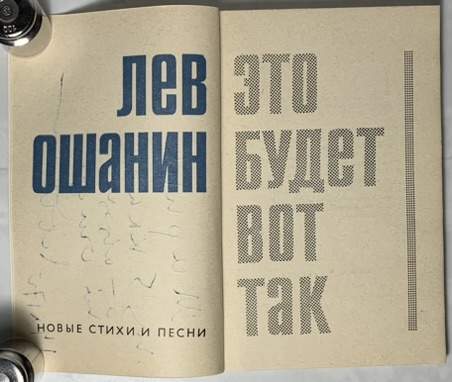 лев
ошанин
НОВЫЕ СТИХИ И ПЕСНИ
это
будет
вот
так